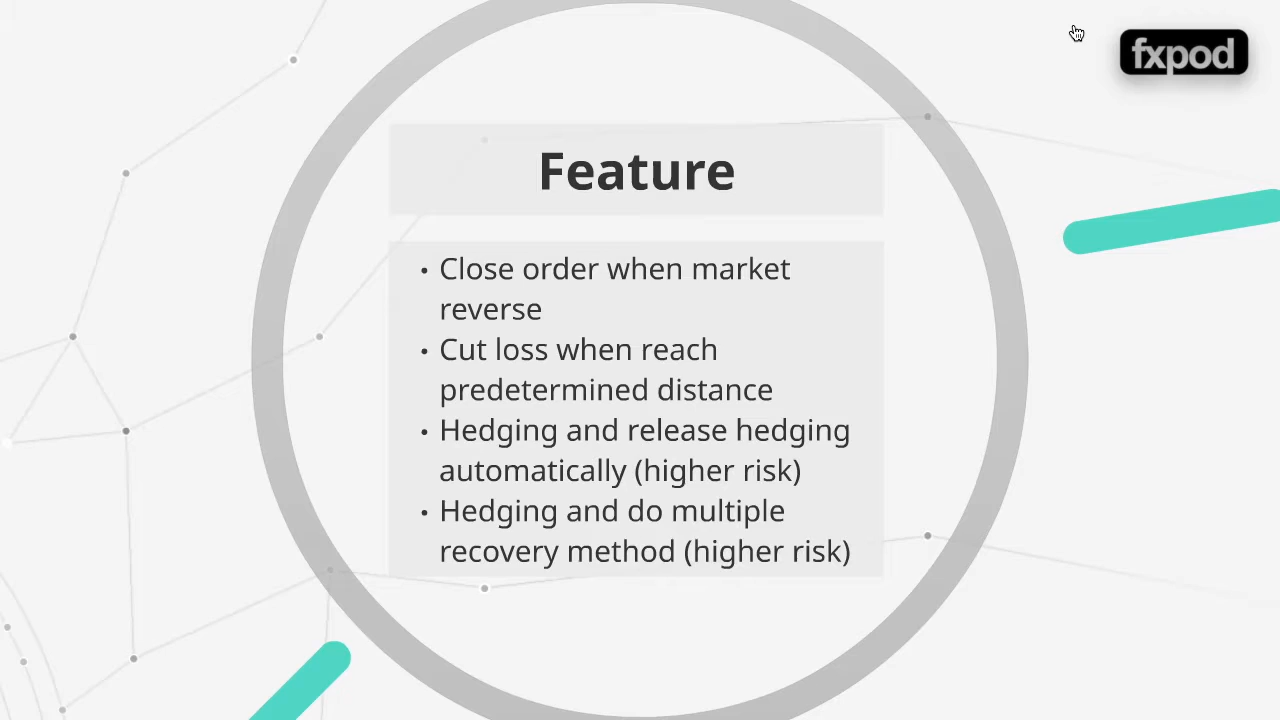 fxpod
Feature
• Close order when market
reverse
• Cut loss when reach
predetermined distance
• Hedging and release hedging
automatically (higher risk)
• Hedging and do multiple
recovery method (higher risk)